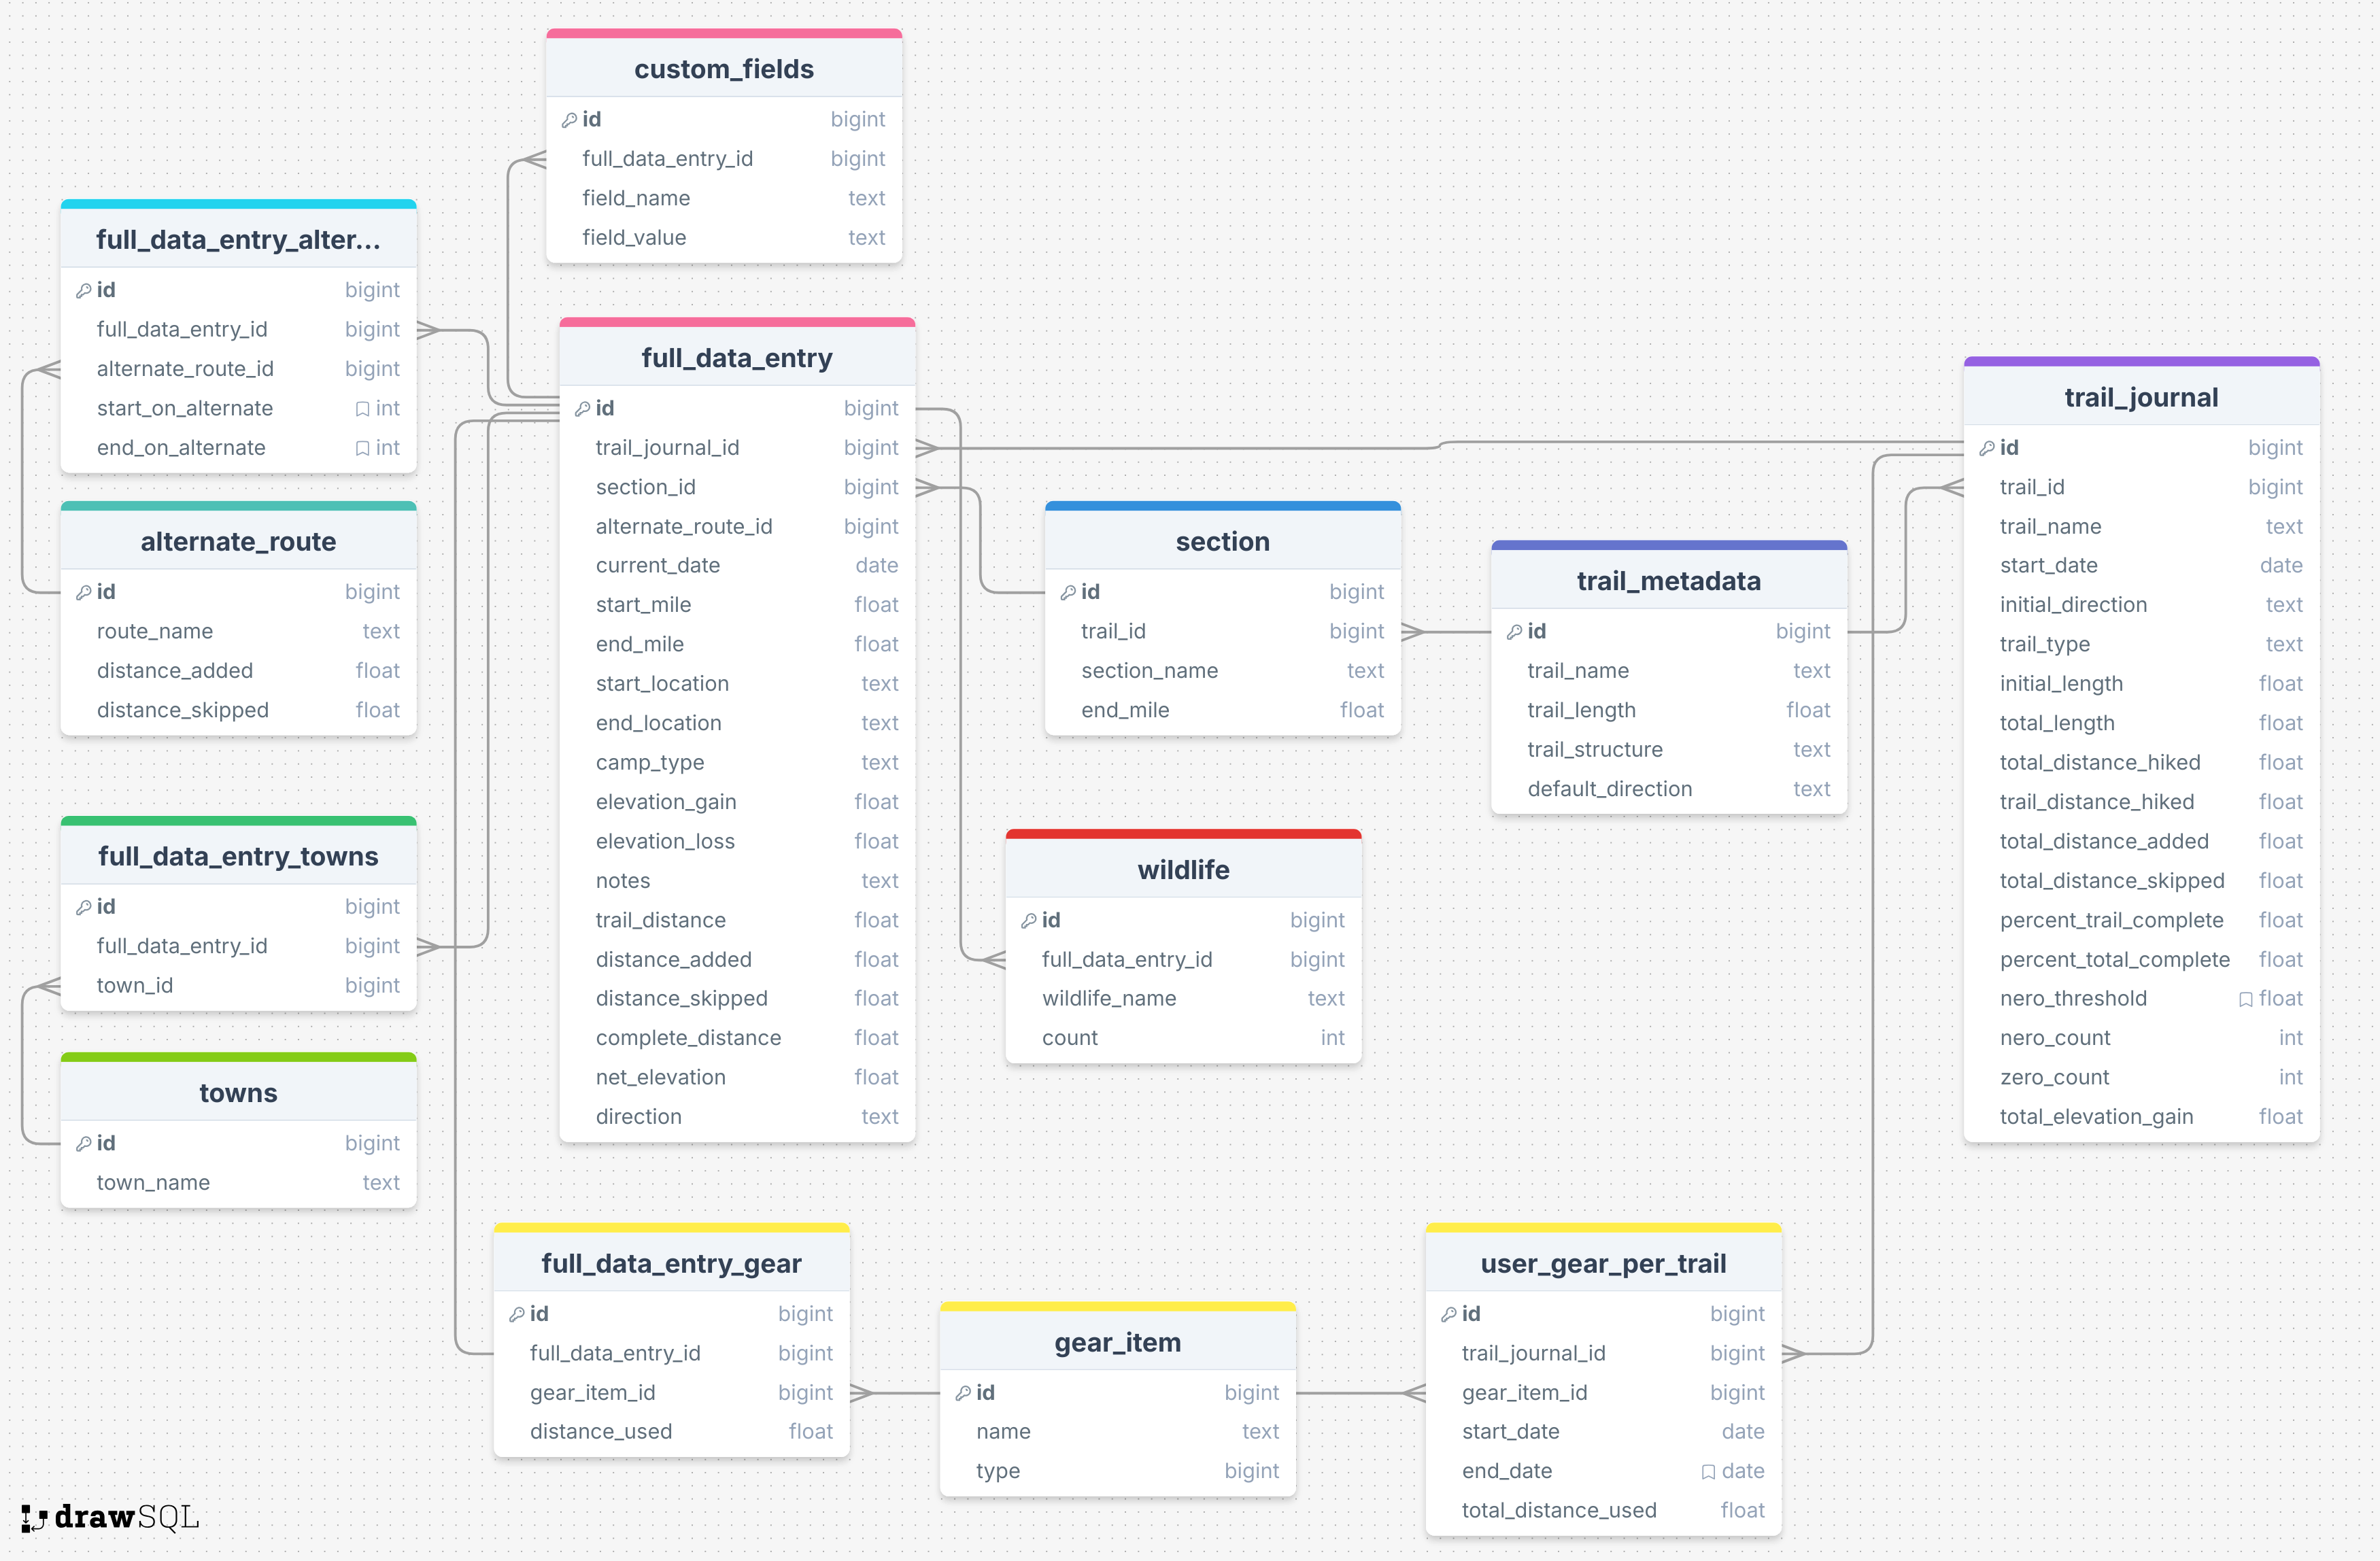 custom_fields
id bigint
full_data_entry_id bigint
field_name text
field_value text
full_data_entry_alter...
id bigint
full_data_entry_id bigint
alternate_route_id bigint
start_on_alternate int
end_on_alternate int
alternate_route
id bigint
route_name text
distance_added float
distance_skipped float
full_data_entry_towns
id bigint
full_data_entry_id bigint
town_id bigint
towns
id bigint
town_name text
full_data_entry
id bigint
trail_journal_id bigint
section_id bigint
alternate_route_id bigint
current_date date
start_mile float
end_mile float
start_location text
end_location text
camp_type text
elevation_gain float
elevation_loss float
notes text
trail_distance float
distance_added float
distance_skipped float
complete_distance float
net_elevation float
direction text
section
id bigint
trail_id bigint
section_name text
end_mile float
trail_metadata
id bigint
trail_name text
trail_length float
trail_structure text
default_direction text
wildlife
id bigint
full_data_entry_id bigint
wildlife_name text
count int
trail_journal
id bigint
trail_id bigint
trail_name text
start_date date
initial_direction text
trail_type text
initial_length float
total_length float
total_distance_hiked float
trail_distance_hiked float
total_distance_added float
total_distance_skipped float
percent_trail_complete float
percent_total_complete float
nero_threshold float
nero_count int
zero_count int
total_elevation_gain float
full_data_entry_gear
id bigint
full_data_entry_id bigint
gear_item_id bigint
distance_used float
gear_item
id bigint
name text
type bigint
user_gear_per_trail
id bigint
trail_journal_id bigint
gear_item_id bigint
start_date date
end_date date
total_distance_used float
drawSQL